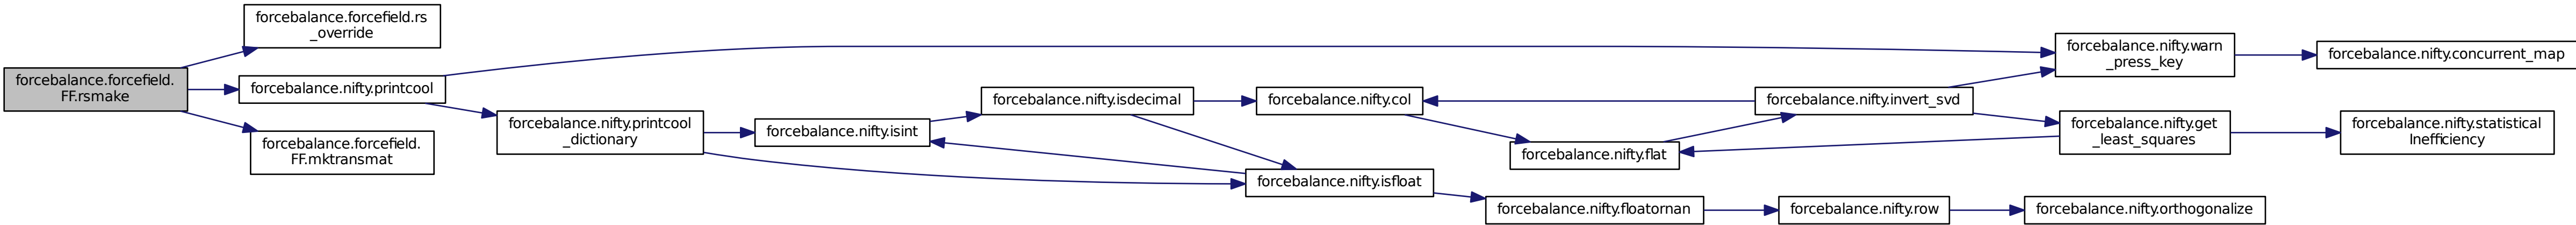 forcebalance.forcefield.
FF.rsmake
forcebalance.forcefield.rs
_override
forcebalance.nifty.printcool
forcebalance.forcefield.
FF.mktransmat
forcebalance.nifty.printcool
_dictionary
forcebalance.nifty.isint
forcebalance.nifty.isdecimal
forcebalance.nifty.isfloat
forcebalance.nifty.col
forcebalance.nifty.flat
forcebalance.nifty.floatornan
forcebalance.nifty.invert_svd
forcebalance.nifty.row
forcebalance.nifty.warn
_press_key
forcebalance.nifty.get
_least_squares
forcebalance.nifty.orthogonalize
forcebalance.nifty.concurrent_map
forcebalance.nifty.statistical
Inefficiency